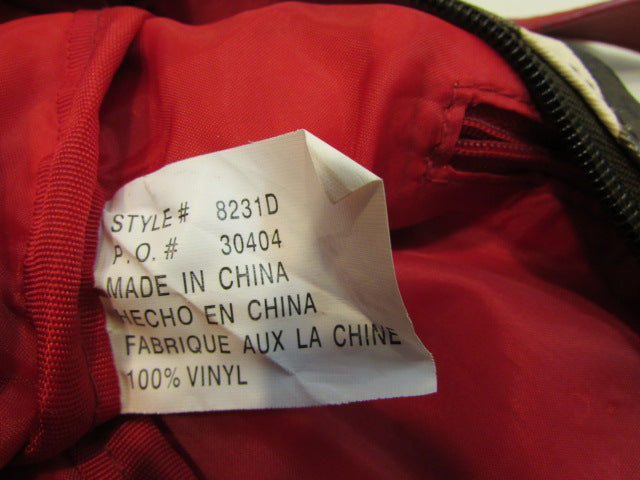 STYLE# 8231D
P.O.# 30404
MADE IN CHINA
HECHO EN CHINA
FABRIQUE AUX LA CHINE
100% VINYL